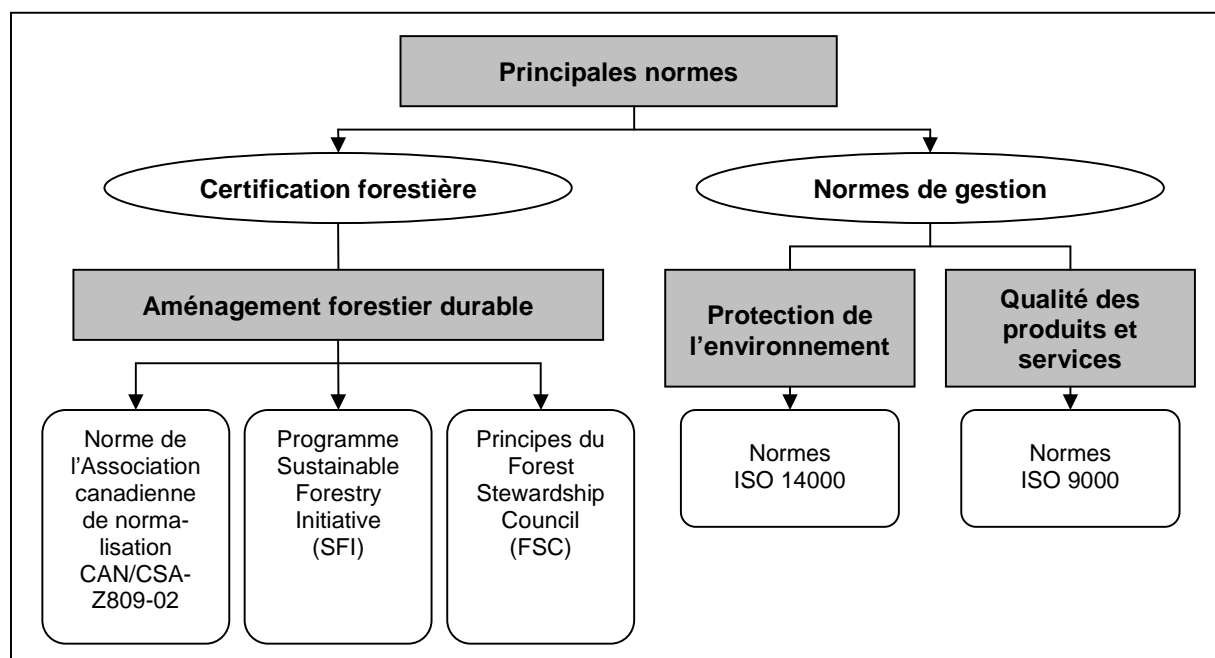 Principales normes
Certification forestière
Normes de gestion
Aménagement forestier durable
Protection de
l'environnement
Qualité des
produits et
services
Norme de
l'Association
canadienne
de norma-
lisation
CAN/CSA-
Z809-02
Programme
Sustainable
Forestry
Initiative
(SFI)
Principes du
Forest
Stewardship
Council
(FSC)
Normes
ISO 14000
Normes
ISO 9000